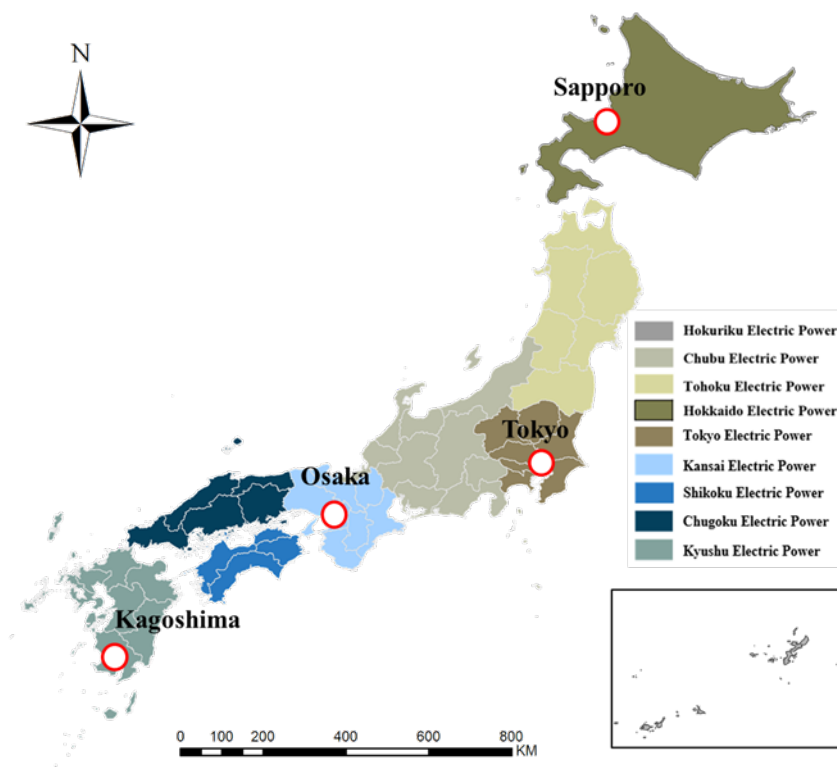 N
Sapporo
Hokuriku Electric Power
Chubu Electric Power
Tohoku Electric Power
Hokkaido Electric Power
Tokyo Electric Power
Kansai Electric Power
Shikoku Electric Power
Chugoku Electric Power
Kyushu Electric Power
Tokyo
Osaka
Kagoshima
0 100 200 400 600 800
KM